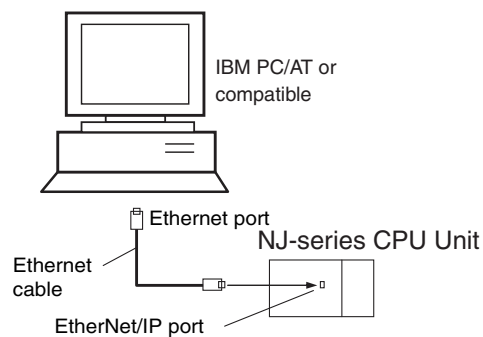 IBM PC/AT or
compatible
Ethernet port
NJ-series CPU Unit
Ethernet
cable
EtherNet/IP port